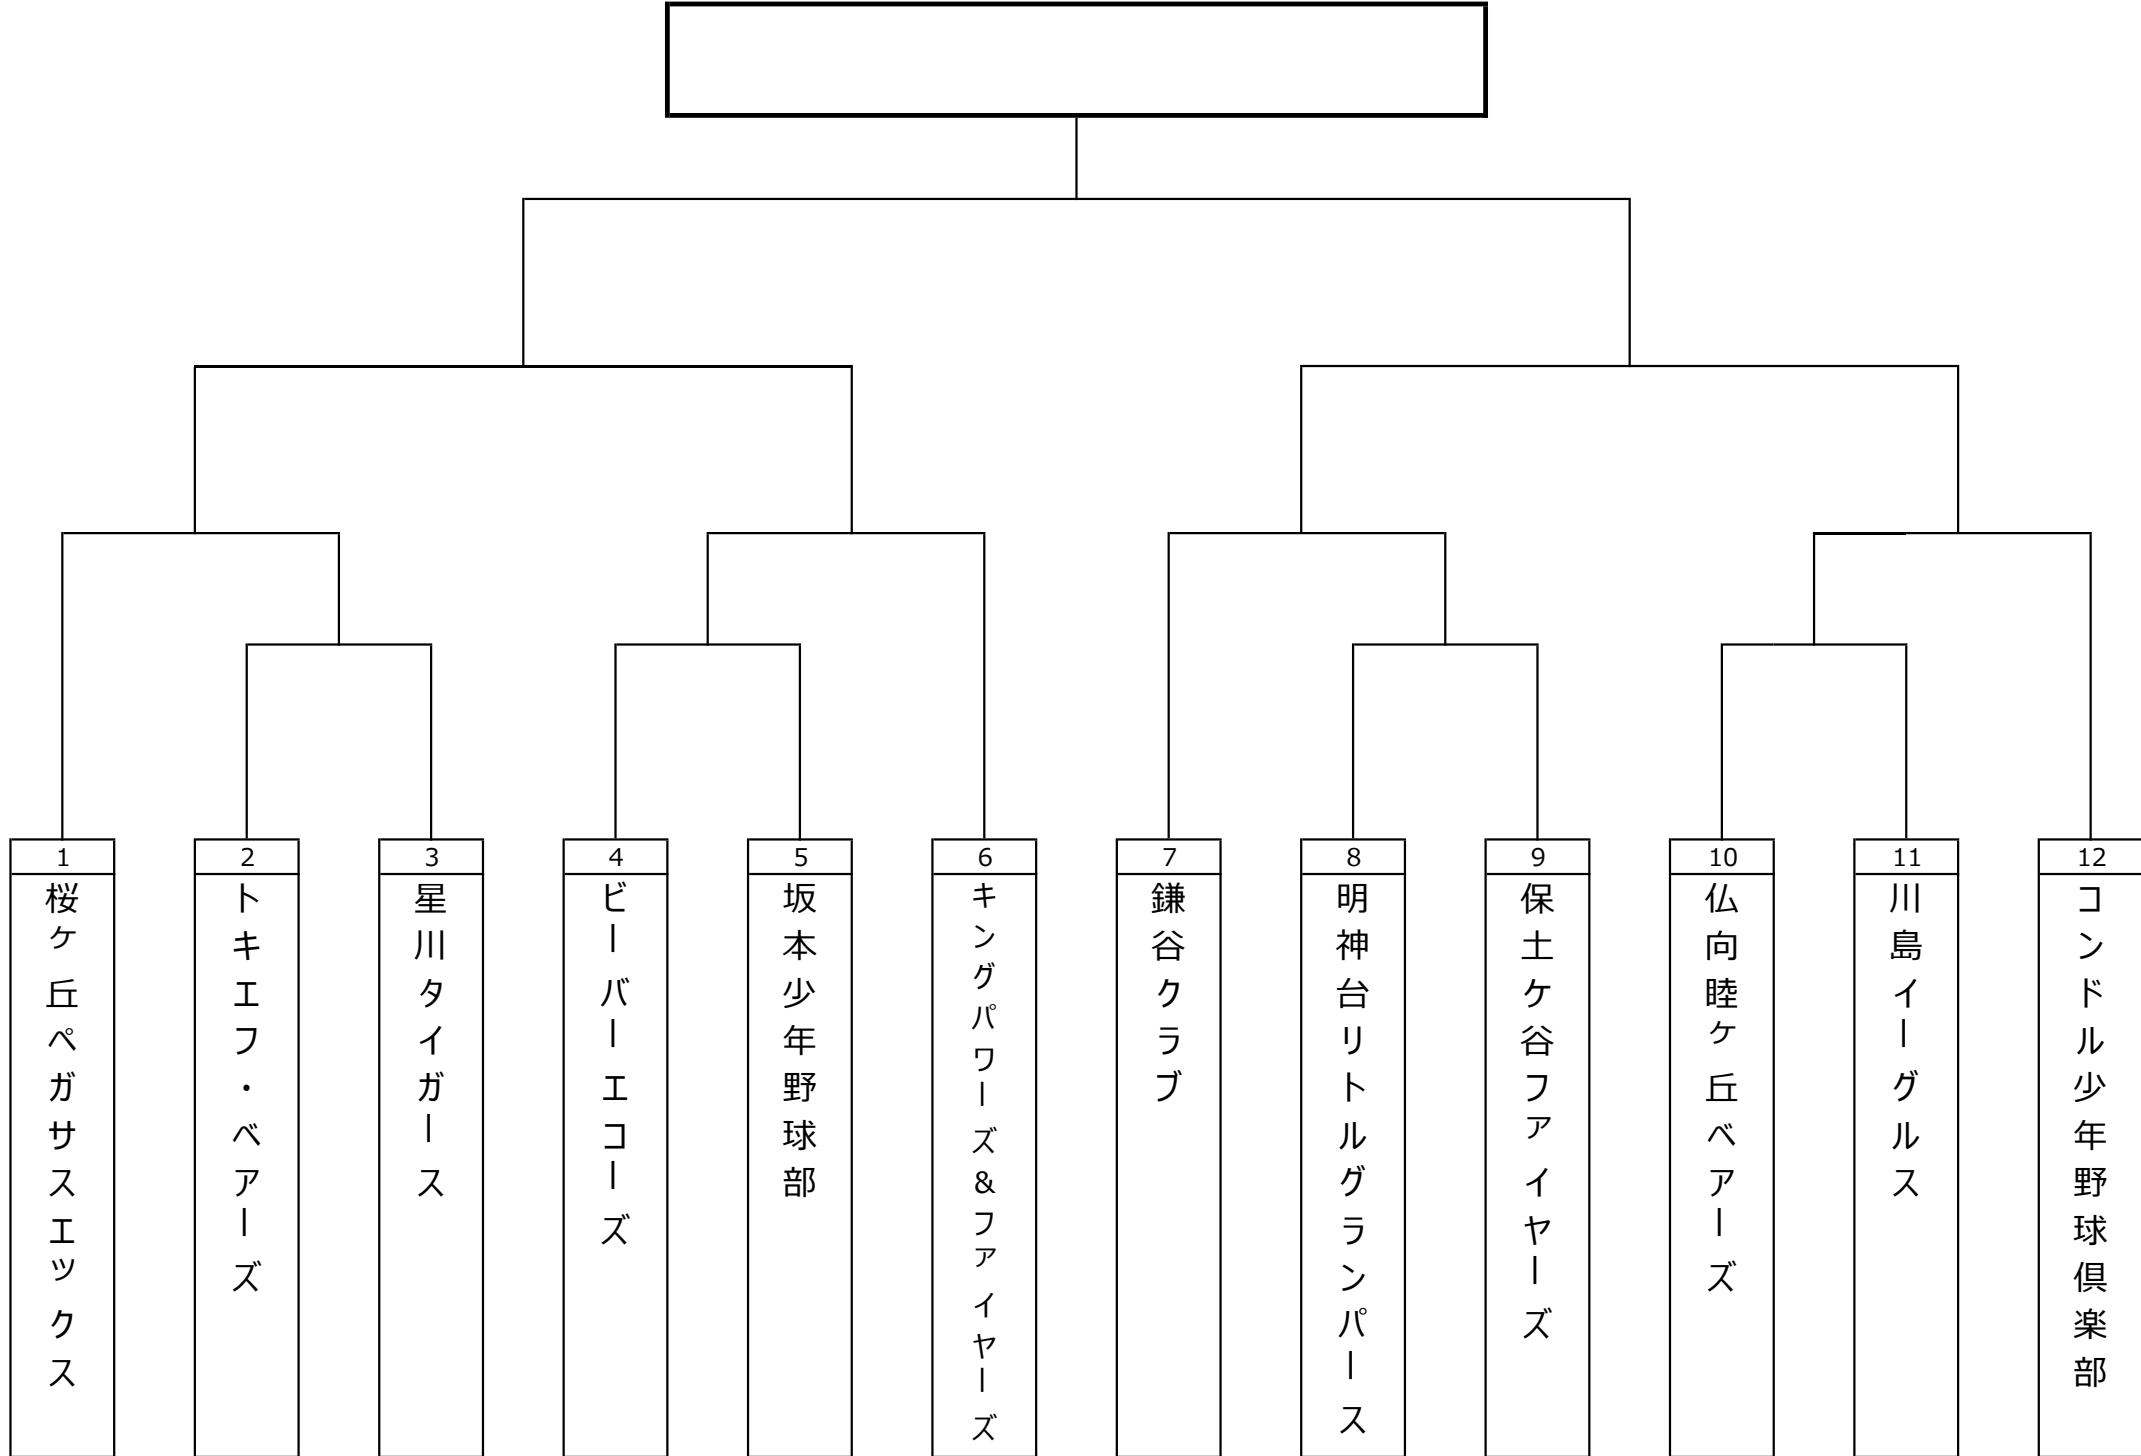 1
桜ヶ丘ペガサスエックス
2
トキエフ・ベアーズ
3
星川タイガース
4
ビーバーエコーズ
5
坂本少年野球部
6
キングパワーズ&ファイヤーズ
7
鎌谷クラブ
8
明神台リトルグランパース
9
保土ケ谷ファイヤーズ
10
仏向睦ヶ丘ベアーズ
11
川島イーグルス
12
コンドル少年野球倶楽部